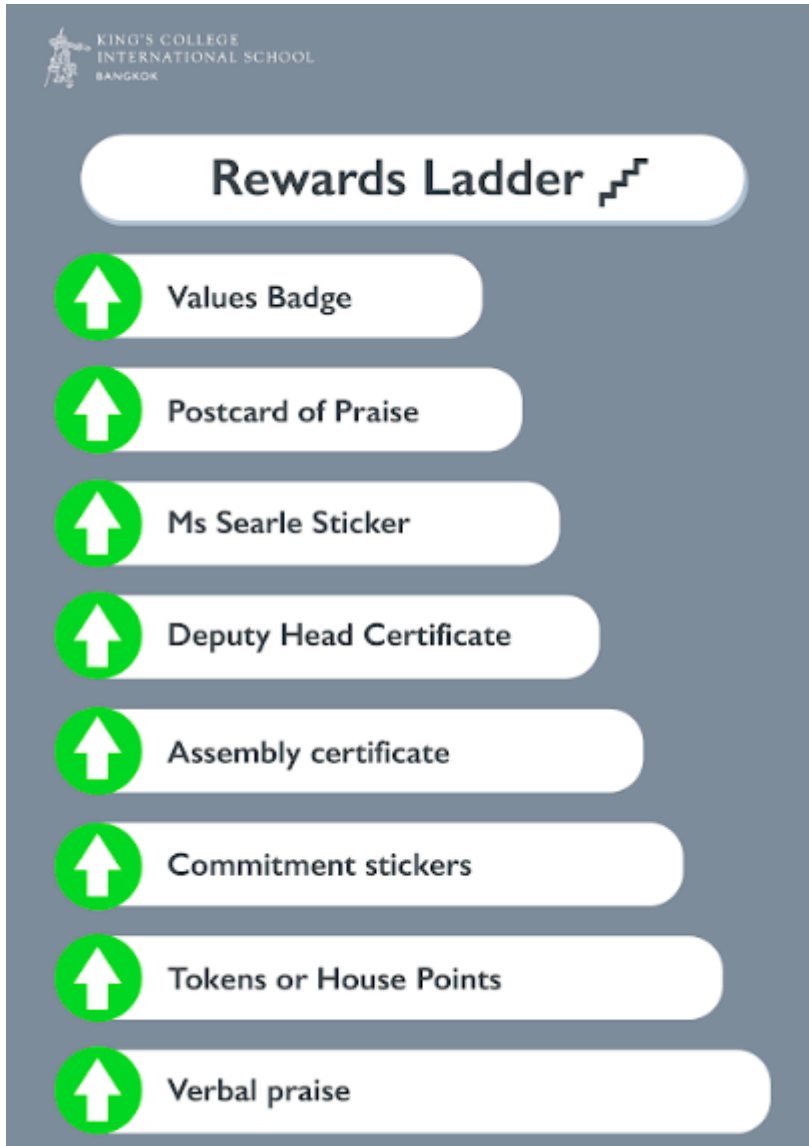 KING'S COLLEGE
INTERNATIONAL SCHOOL
BANGKOK
Rewards Ladder
Values Badge
Postcard of Praise
Ms Searle Sticker
Deputy Head Certificate
Assembly certificate
Commitment stickers
Tokens or House Points
Verbal praise